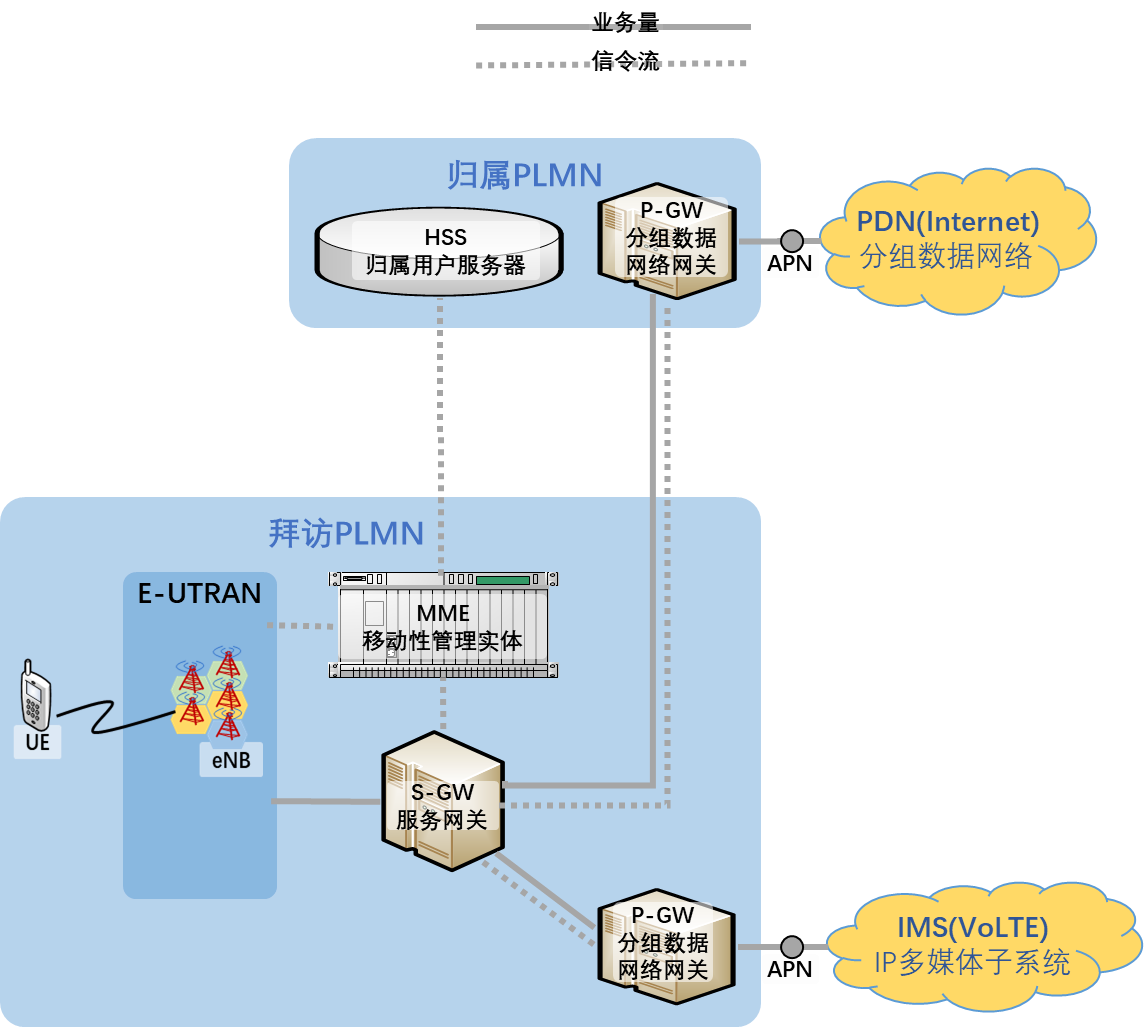 业务量
信令流
归属PLMN
HSS
归属用户服务器
P-GW
分组数据
网络网关
APN
PDN(Internet)
分组数据网络
拜访PLMN
E-UTRAN
MME
移动性管理实体
UE
eNB
S-GW
服务网关
P-GW
分组数据
网络网关
APN
IMS(VoLTE)
IP多媒体子系统